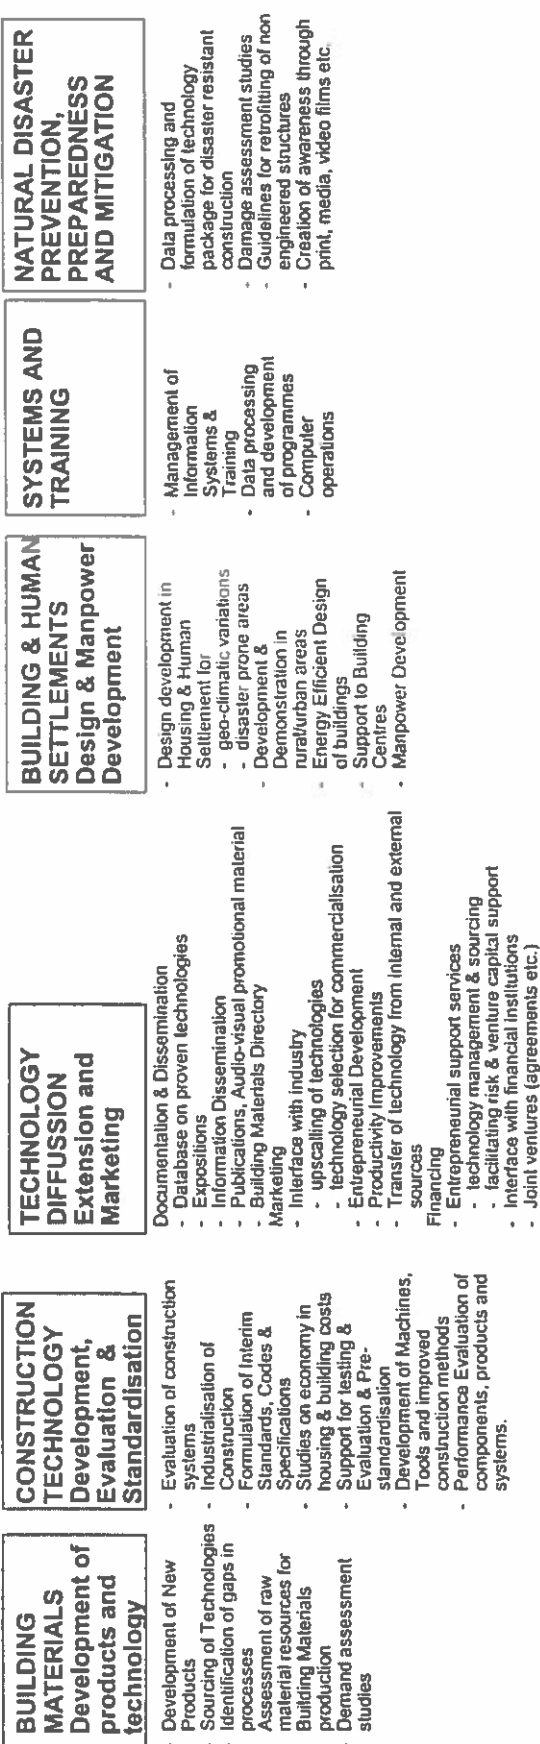 BUILDING
MATERIALS
Development of
products and
technology
- Development of New
Products
- Sourcing of Technologies
- Identification of gaps in
processes
- Assessment of raw
material resources for
Building Materials
production
- Demand assessment
studies
CONSTRUCTION
TECHNOLOGY
Development,
Evaluation &
Standardisation
- Evaluation of construction
systems
- Industrialisation of
Construction
- Formulation of Interim
Standards, Codes &
Specifications
- Studies on economy in
housing & building costs
- Support for testing &
Evaluation & Pre-
standardisation
- Development of Machines,
Tools and improved
construction methods
- Performance Evaluation of
components, products and
systems.
TECHNOLOGY
DIFFUSSION
Extension and
Marketing
Documentation & Dissemination
- Database on proven technologies
- Expositions
- Information Dissemination
- Publications, Audio-visual promotional material
- Building Materials Directory
Marketing
- Interface with industry
- upscalling of technologies
- technology selection for commercialisation
- Entrepreneurial Development
- Productivity Improvements
- Transfer of technology from internal and external
sources
Financing
- Entrepreneurial support services
- technology management & sourcing
- facilitating risk & venture capital support
- Interface with financial institutions
- Joint ventures (agreements etc.)
BUILDING & HUMAN
SETTLEMENTS
Design & Manpower
Development
- Design development in
Housing & Human
Settlement for
- geo-climatic variations
- disaster prone areas
- Development &
Demonstration in
rural/urban areas
- Energy Efficient Design
of buildings
- Support to Building
Centres
- Manpower Development
SYSTEMS AND
TRAINING
- Management of
Information
Systems &
Training
- Data processing
and development
of programmes
- Computer
operations
NATURAL DISASTER
PREVENTION,
PREPAREDNESS
AND MITIGATION
- Data processing and
formulation of technology
package for disaster resistant
construction
- Damage assessment studies
- Guidelines for retrofitting of non
engineered structures
- Creation of awareness through
print, media, video films etc.